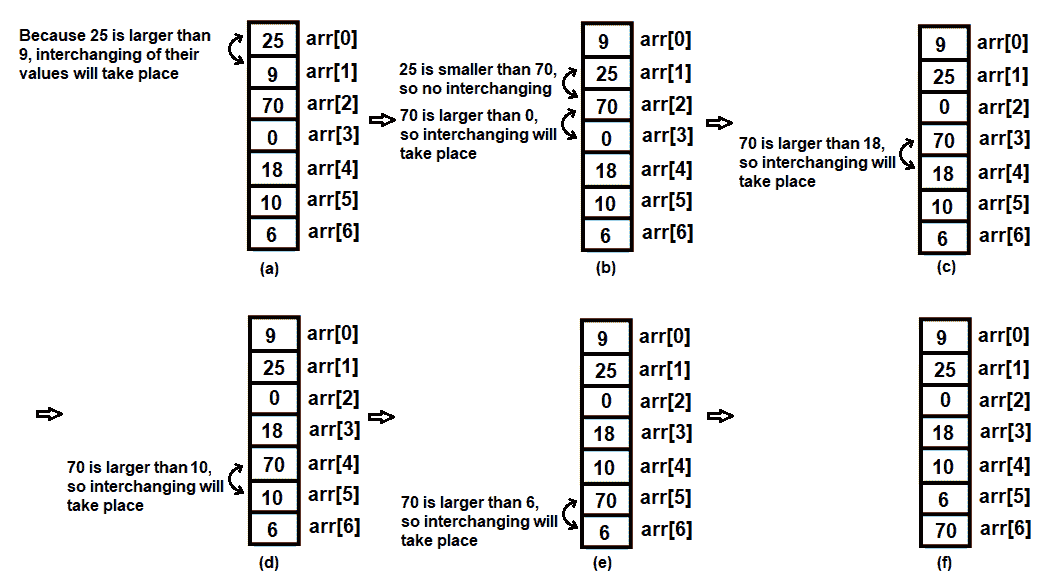 Because 25 is larger than
9, interchanging of their
values will take place
25 arr[0]
9 arr[1]
70 arr[2]
0 arr[3]
18 arr[4]
10 arr[5]
6 arr[6]
(a)
25 is smaller than 70,
so no interchanging
70 is larger than 0,
so interchanging will
take place
9 arr[0]
25 arr[1]
70 arr[2]
0 arr[3]
18 arr[4]
10 arr[5]
6 arr[6]
(b)
70 is larger than 18,
so interchanging will
take place
9 arr[0]
25 arr[1]
0 arr[2]
70 arr[3]
18 arr[4]
10 arr[5]
6 arr[6]
(c)
70 is larger than 10,
so interchanging will
take place
9 arr[0]
25 arr[1]
0 arr[2]
18 arr[3]
70 arr[4]
10 arr[5]
6 arr[6]
(d)
70 is larger than 6,
so interchanging will
take place
9 arr[0]
25 arr[1]
0 arr[2]
18 arr[3]
10 arr[4]
70 arr[5]
6 arr[6]
(e)
9 arr[0]
25 arr[1]
0 arr[2]
18 arr[3]
10 arr[4]
6 arr[5]
70 arr[6]
(f)